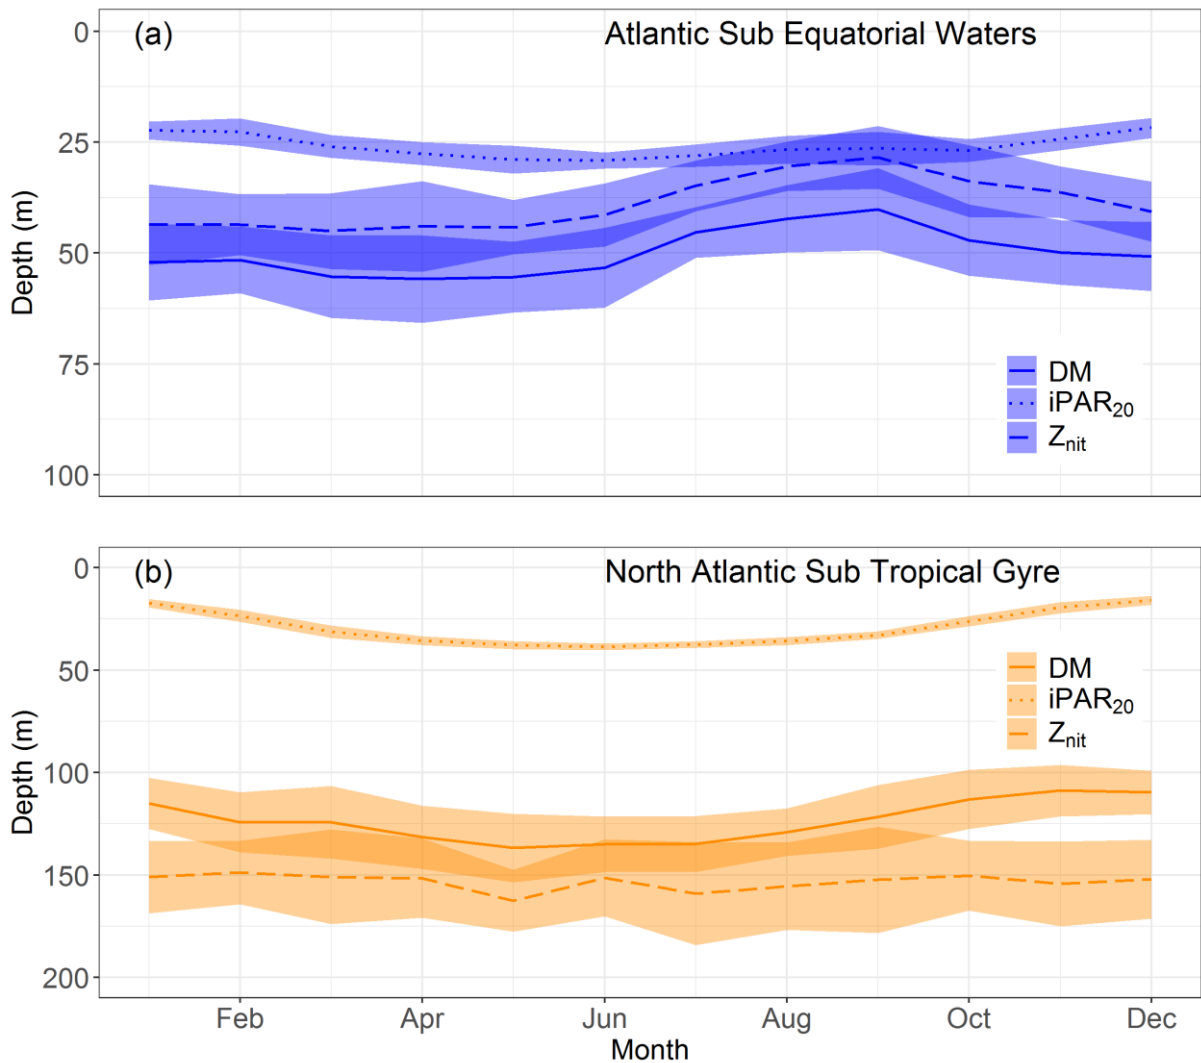 (a) Atlantic Sub Equatorial Waters
0
25
50
75
100
Depth (m)
DM
iPAR20
Znit
(b) North Atlantic Sub Tropical Gyre
0
50
100
150
200
Depth (m)
DM
iPAR20
Znit
Feb Apr Jun Aug Oct Dec
Month